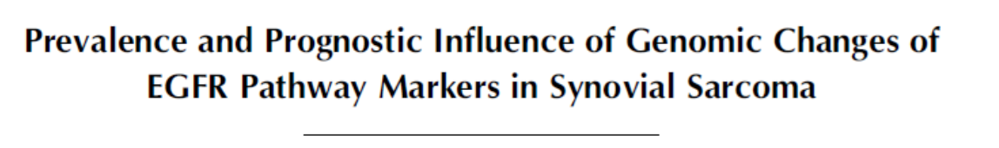 Prevalence and Prognostic Influence of Genomic Changes of
EGFR Pathway Markers in Synovial Sarcoma